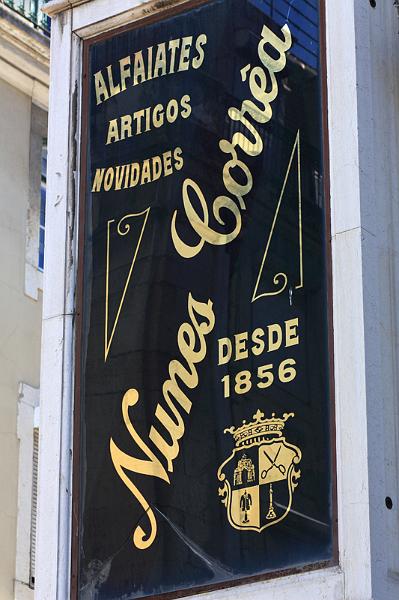 ALFAIATES
ARTIGOS
NOVIDADES
Nunes Corrêa
DESDE
1856